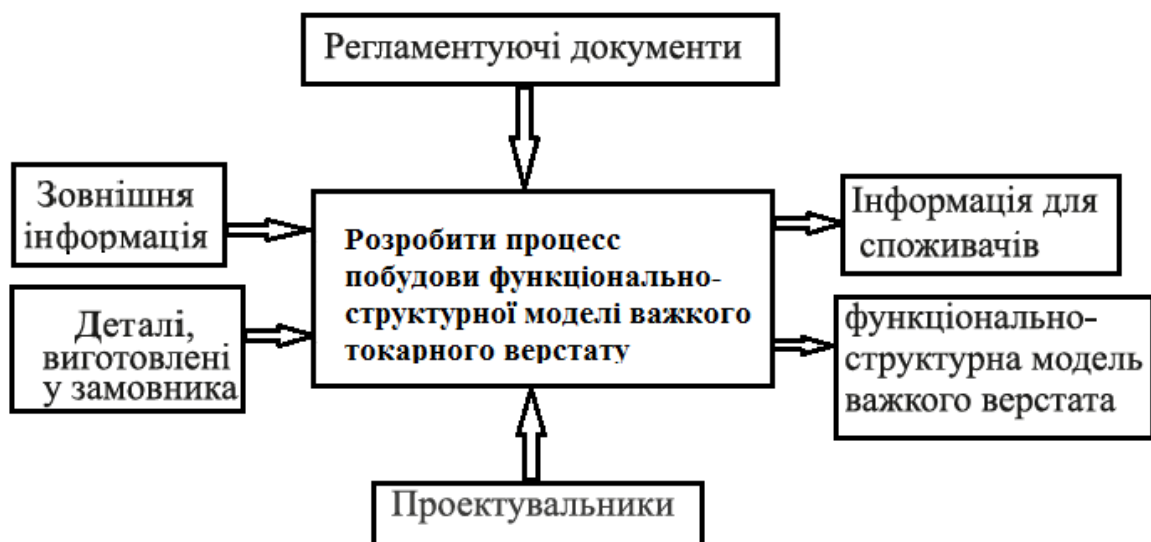 Регламентуючі документи
Зовнішня
інформація
Деталі,
виготовлені
у замовника
Розробити процесс
побудови функціонально-
структурної моделі важкого
токарного верстату
Інформація для
споживачів
функціонально-
структурна модель
важкого верстата
Проектувальники